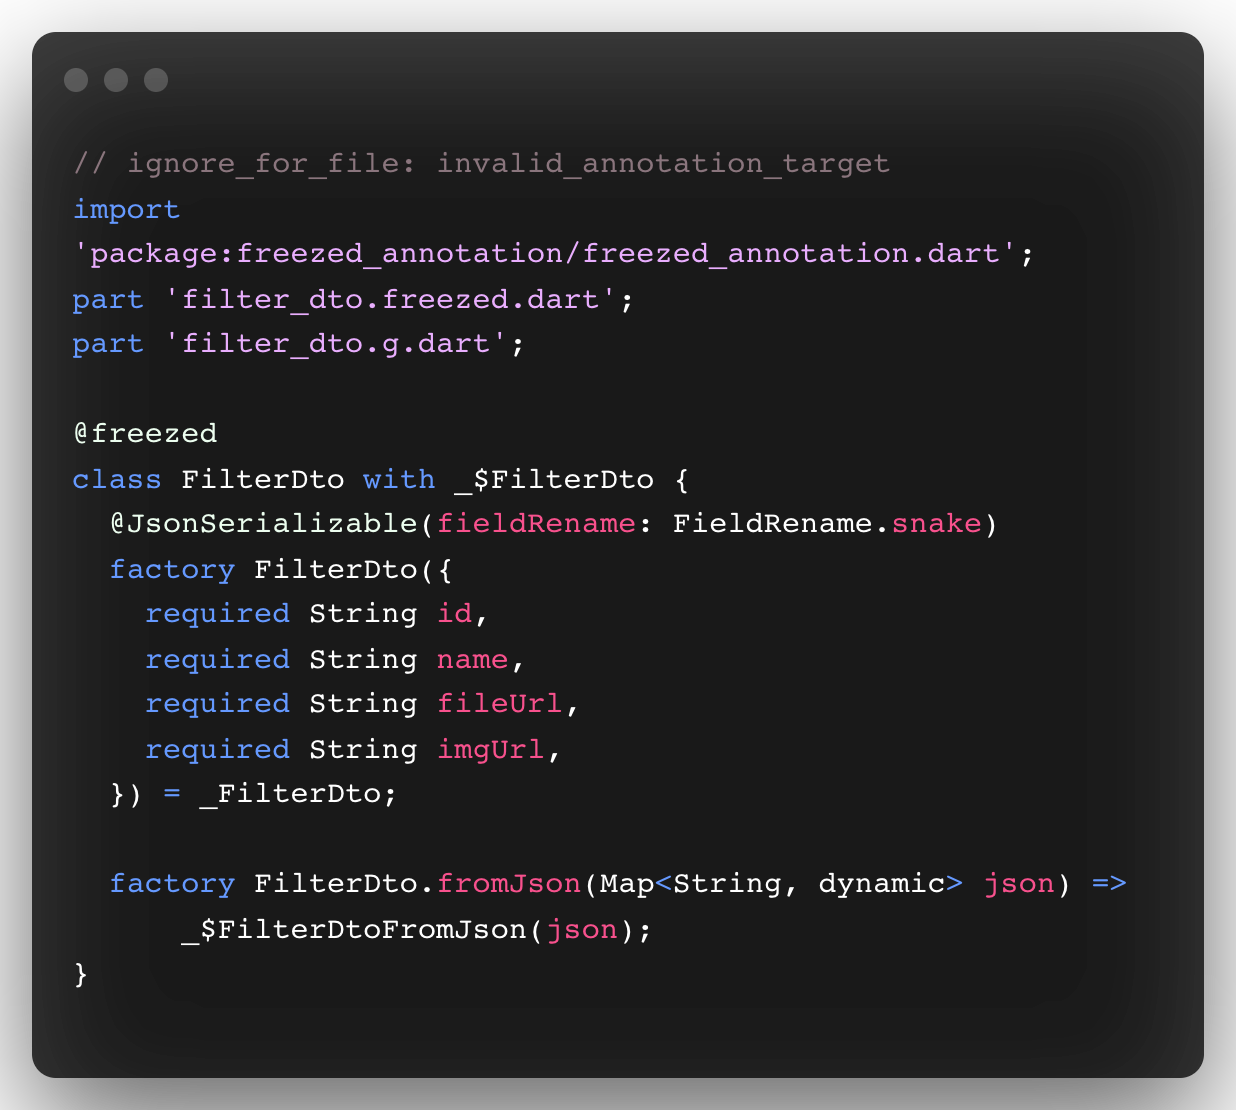 // ignore_for_file: invalid_annotation_target
import
'package:freezed_annotation/freezed_annotation.dart';
part 'filter_dto.freezed.dart';
part 'filter_dto.g.dart';

@freezed
class FilterDto with _$FilterDto {
  @JsonSerializable(fieldRename: FieldRename.snake)
  factory FilterDto({
    required String id,
    required String name,
    required String fileUrl,
    required String imgUrl,
  }) = _FilterDto;

  factory FilterDto.fromJson(Map<String, dynamic> json) =>
      _$FilterDtoFromJson(json);
}